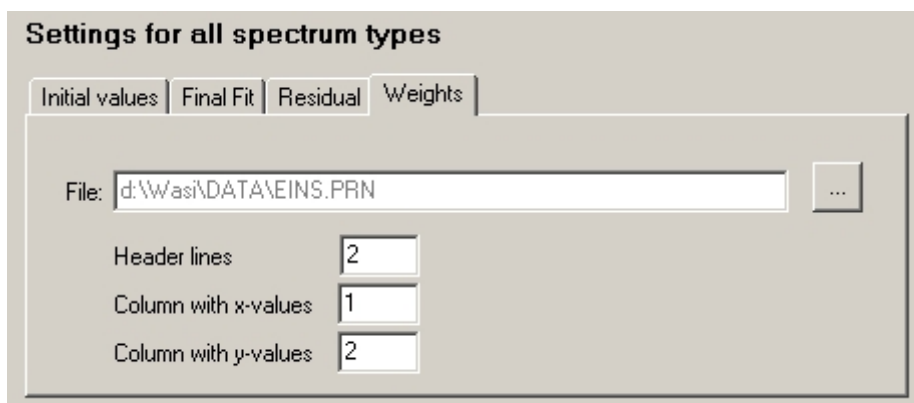 Settings for all spectrum types
Initial values Final Fit Residual Weights
File: d:\Wasi\DATA\EINS.PRN ...
Header lines 2
Column with x-values 1
Column with y-values 2